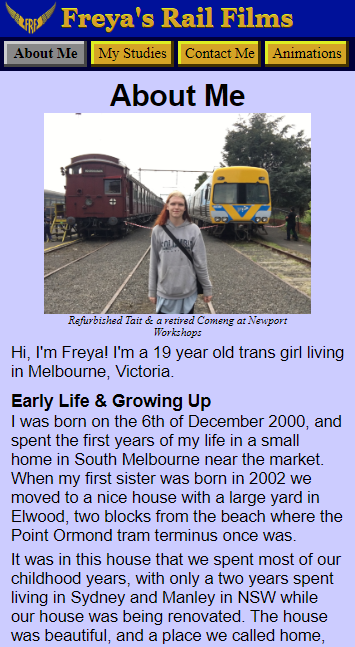 FRF
Freya's Rail Films
About Me
My Studies
Contact Me
Animations
About Me
Refurbished Tait & a retired Comeng at Newport
Workshops
Hi, I'm Freya! I'm a 19 year old trans girl living
in Melbourne, Victoria.
Early Life & Growing Up
I was born on the 6th of December 2000, and
spent the first years of my life in a small
home in South Melbourne near the market.
When my first sister was born in 2002 we
moved to a nice house with a large yard in
Elwood, two blocks from the beach where the
Point Ormond tram terminus once was.
It was in this house that we spent most of our
childhood years, with only a two years spent
living in Sydney and Manley in NSW while
our house was being renovated. The house
was beautiful, and a place we called home,